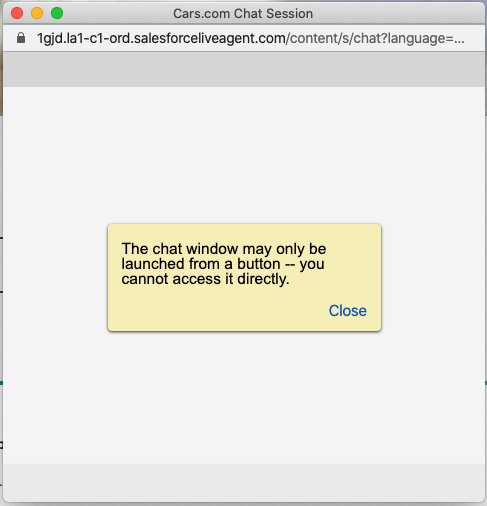 Cars.com Chat Session
1gjd.la1-c1-ord.salesforceliveagent.com/content/s/chat?language=...
The chat window may only be
launched from a button -- you
cannot access it directly.
Close